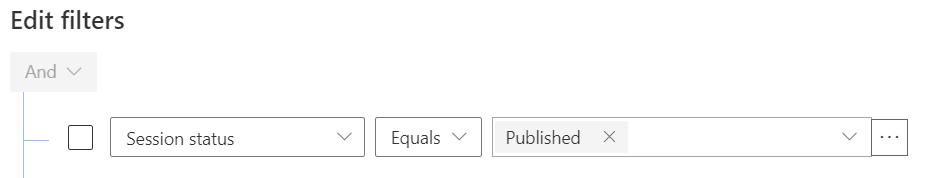 Edit filters
And
Session status Equals Published ...